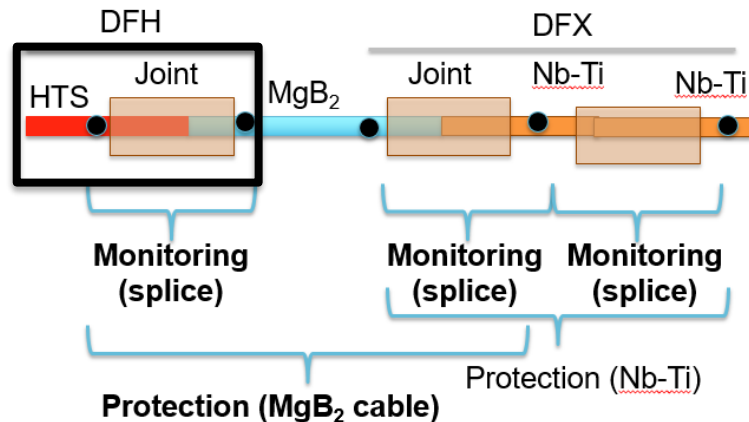 DFH
DFX
Joint
Joint
Nb-Ti
Nb-Ti
HTS
MgB₂
Monitoring
(splice)
Monitoring
(splice)
Monitoring
(splice)
Protection (Nb-Ti)
Protection (MgB₂ cable)